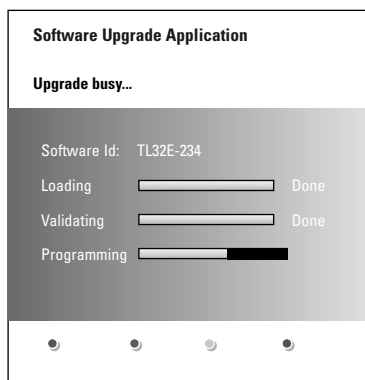 Software Upgrade Application
Upgrade busy...
Software Id: TL32E-234
Loading Done
Validating Done
Programming